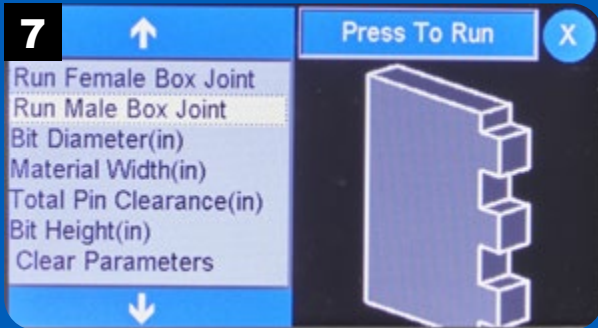 7
Press To Run
X
Run Female Box Joint
Run Male Box Joint
Bit Diameter(in)
Material Width(in)
Total Pin Clearance(in)
Bit Height(in)
Clear Parameters